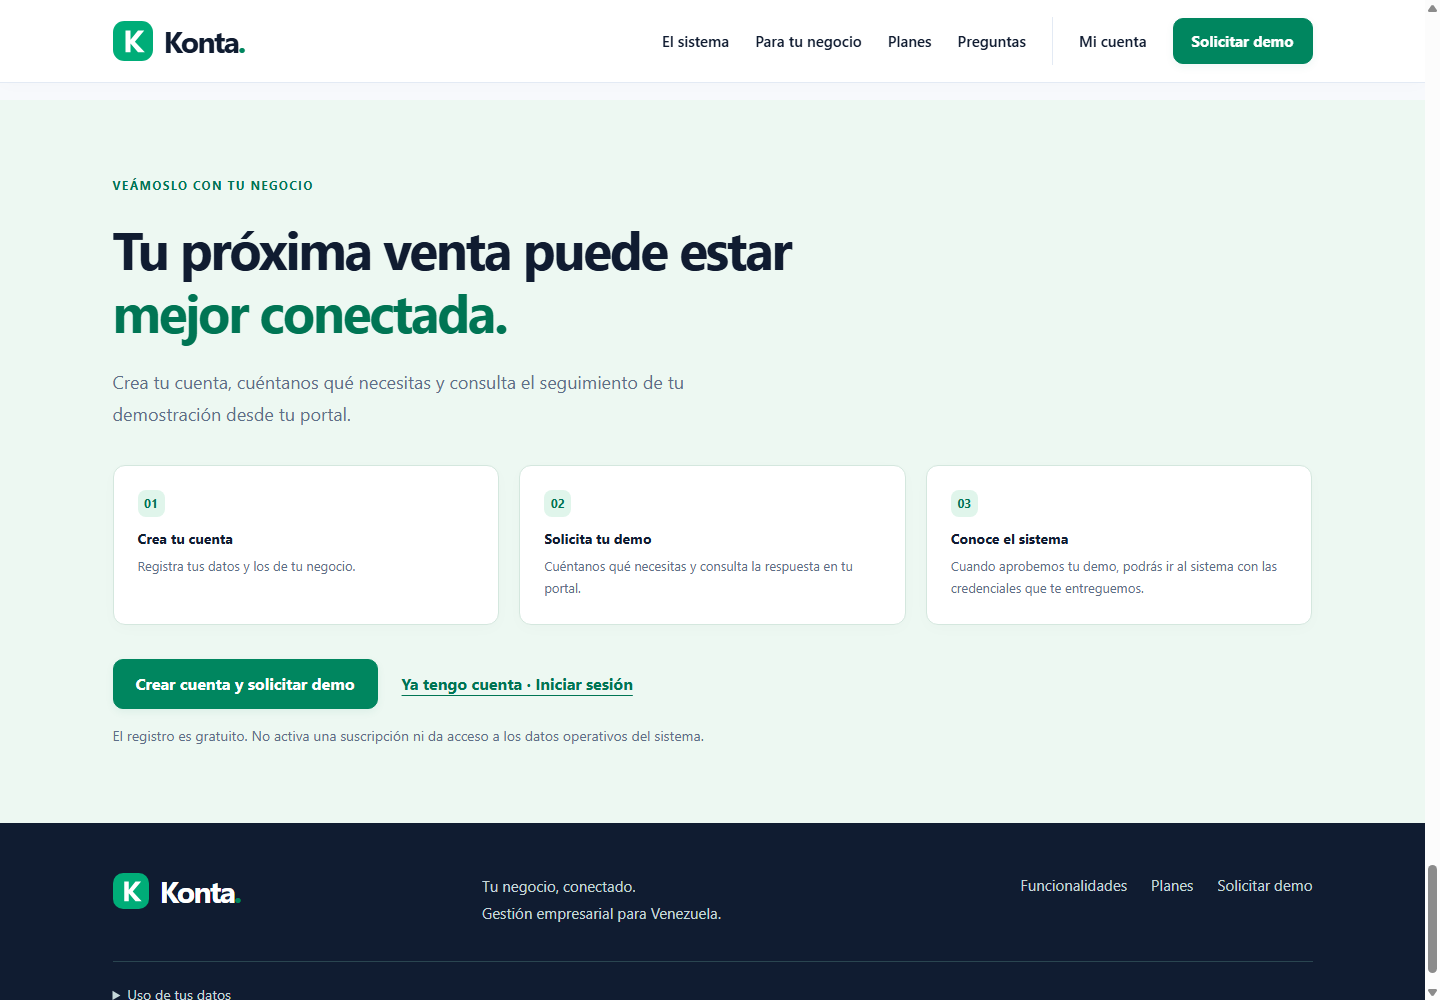 K Konta.
El sistema
Para tu negocio
Planes
Preguntas
Mi cuenta
Solicitar demo
VEÁMOSLO CON TU NEGOCIO
Tu próxima venta puede estar
mejor conectada.
Crea tu cuenta, cuéntanos qué necesitas y consulta el seguimiento de tu
demostración desde tu portal.
01
Crea tu cuenta
Registra tus datos y los de tu negocio.
02
Solicita tu demo
Cuéntanos qué necesitas y consulta la respuesta en tu
portal.
03
Conoce el sistema
Cuando aprobemos tu demo, podrás ir al sistema con las
credenciales que te entreguemos.
Crear cuenta y solicitar demo
Ya tengo cuenta · Iniciar sesión
El registro es gratuito. No activa una suscripción ni da acceso a los datos operativos del sistema.
K Konta.
Tu negocio, conectado.
Gestión empresarial para Venezuela.
Funcionalidades
Planes
Solicitar demo
Uso de tus datos